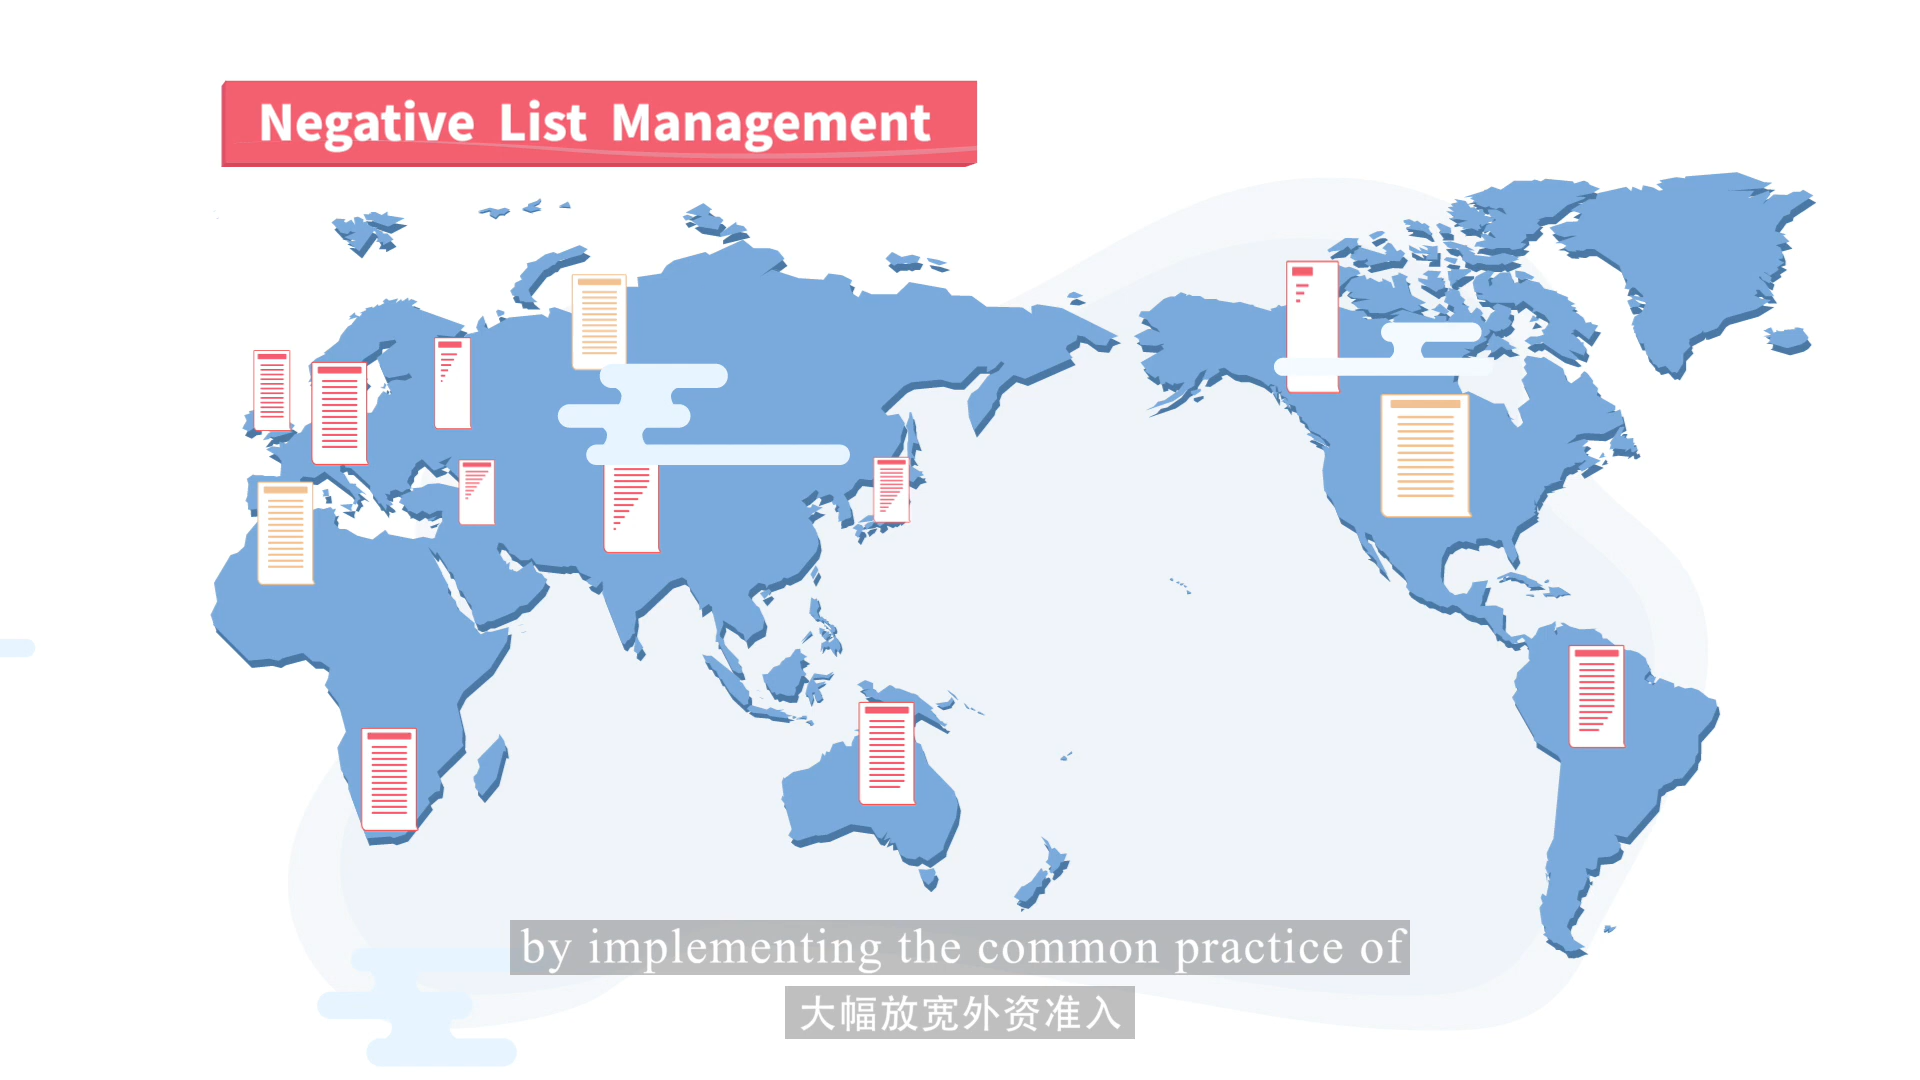 Negative List Management
by implementing the common practice of
大幅放宽外资准入